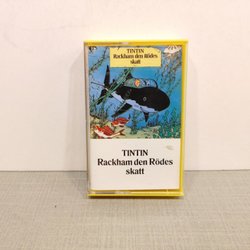 TINTIN
Rackham den Rödes
skatt
TINTIN
Rackham den Rödes
skatt